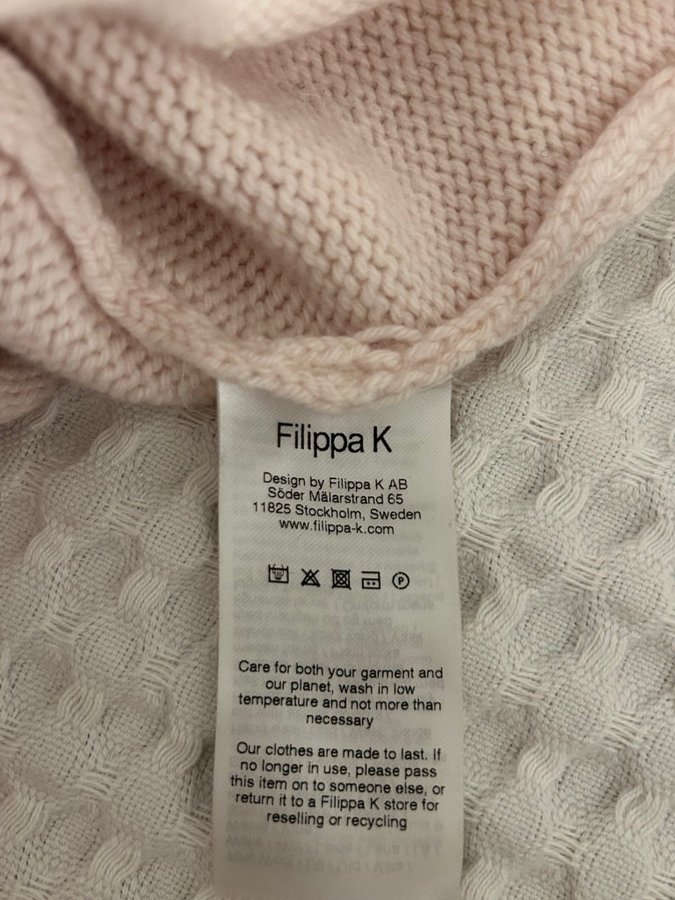 Filippa K
Design by Filippa K AB
Söder Mälarstrand 65
11825 Stockholm, Sweden
www.filippa-k.com
P
Care for both your garment and
our planet, wash in low
temperature and not more than
necessary
Our clothes are made to last. If
no longer in use, please pass
this item on to someone else, or
return it to a Filippa K store for
reselling or recycling